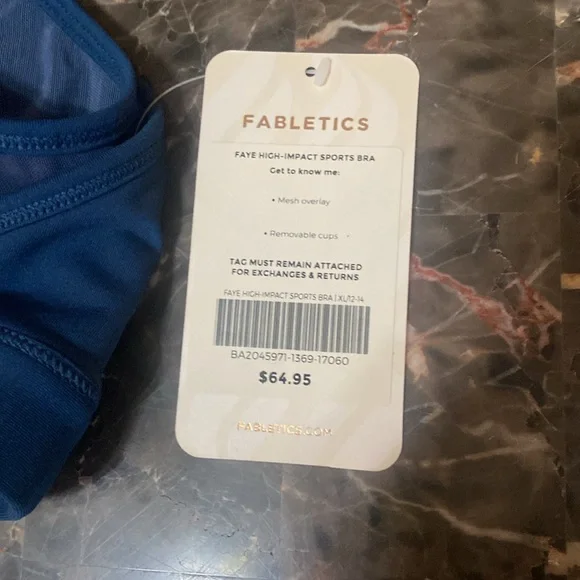 FABLETICS
FAYE HIGH-IMPACT SPORTS BRA
Get to know me:
• Mesh overlay
• Removable cups
TAG MUST REMAIN ATTACHED
FOR EXCHANGES & RETURNS
FAYE HIGH-IMPACT SPORTS BRA | XL/12-14
BA2045971-1369-17060
$64.95
FABLETICS.COM